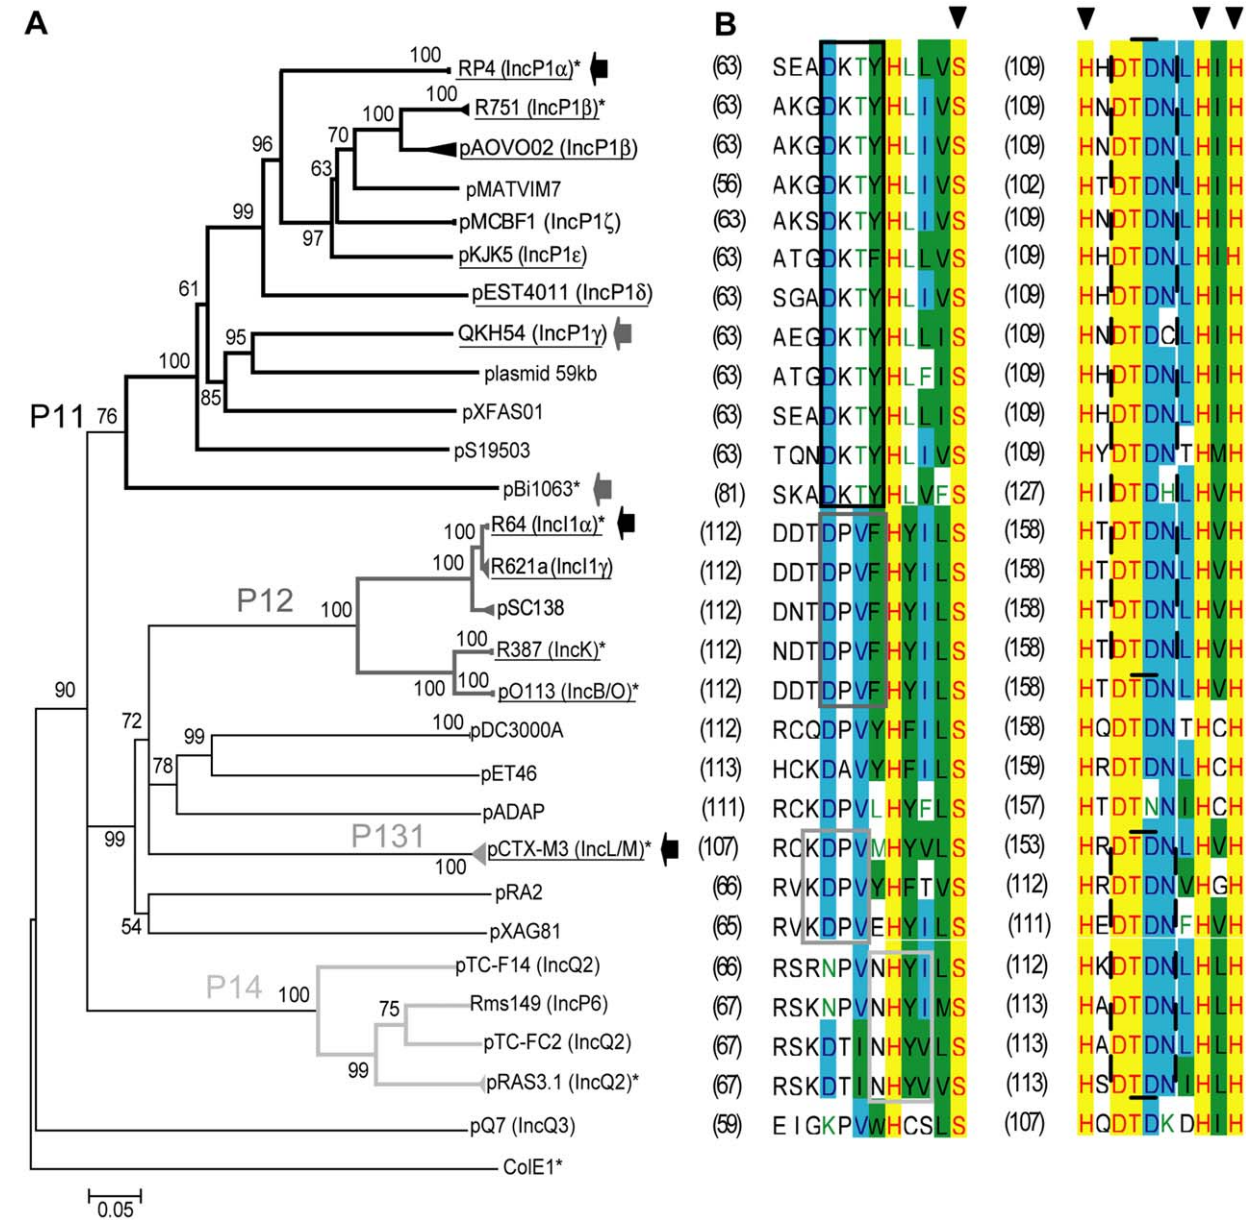 A
B
P11
P12
P131
P14
100
100
100
70
96
63
99
97
61
95
100
85
76
100
100
100
100
100
100
90
72
99
100
78
99
100
54
100
75
99
0.05
RP4 (IncP1α)* (63) SEADKTYHLLVS (109) HHDTDNLHIH
R751 (IncP1β)* (63) AKGDKTYHLIVS (109) HNDTDNLHIH
pAOVO02 (IncP1β) (63) AKGDKTYHLIVS (109) HNDTDNLHIH
pMATVIM7 (56) AKGDKTYHLIVS (102) HTDTDNLHIH
pMCBF1 (IncP1ζ) (63) AKSDKTYHLIVS (109) HNDTDNLHIH
pKJK5 (IncP1ε) (63) ATGDKTFHLLVS (109) HHDTDNLHIH
pEST4011 (IncP1δ) (63) SGADKTYHLIVS (109) HHDTDNLHIH
QKH54 (IncP1γ) (63) AEGDKTYHLLIS (109) HNDTDCLHIH
plasmid 59kb (63) ATGDKTYHLFIS (109) HHDTDNLHIH
pXFAS01 (63) SEADKTYHLLIS (109) HHDTDNLHIH
pS19503 (63) TQNDKTYHLIVS (109) HYDTDNTHMH
pBi1063* (81) SKADKTYHLVFS (127) HIDTDHLHVH
R64 (IncI1α)* (112) DDTDPVFHYILS (158) HTDTDNLHVH
R621a (IncI1γ) (112) DDTDPVFHYILS (158) HTDTDNLHVH
pSC138 (112) DNTDPVFHYILS (158) HTDTDNLHVH
R387 (IncK)* (112) NDTDPVFHYILS (158) HTDTDNLHVH
pO113 (IncB/O)* (112) DDTDPVFHYILS (158) HTDTDNLHVH
pDC3000A (112) RCQDPVYHFILS (158) HQDTDNTHCH
pET46 (113) HCKDAVYHFILS (159) HRDTDNLHCH
pADAP (111) RCKDPVLHYFLS (157) HTDTNNIHCH
pCTX-M3 (IncL/M)* (107) RCKDPVMHYVLS (153) HRDTDNLHVH
pRA2 (66) RVKDPVYHFTVS (112) HRDTDNVHGH
pXAG81 (65) RVKDPVEHYILS (111) HEDTDNFHVH
pTC-F14 (IncQ2) (66) RSRNPVNHYILS (112) HKDTDNLHLH
Rms149 (IncP6) (67) RSKNPVNHYIMS (113) HADTDNLHLH
pTC-FC2 (IncQ2) (67) RSKDTINHYVLS (113) HADTDNLHLH
pRAS3.1 (IncQ2)* (67) RSKDTINHYVVS (113) HSDTDNIHLH
pQ7 (IncQ3) (59) EIGKPVWHCSLS (107) HQDTDKDHIH
ColE1*